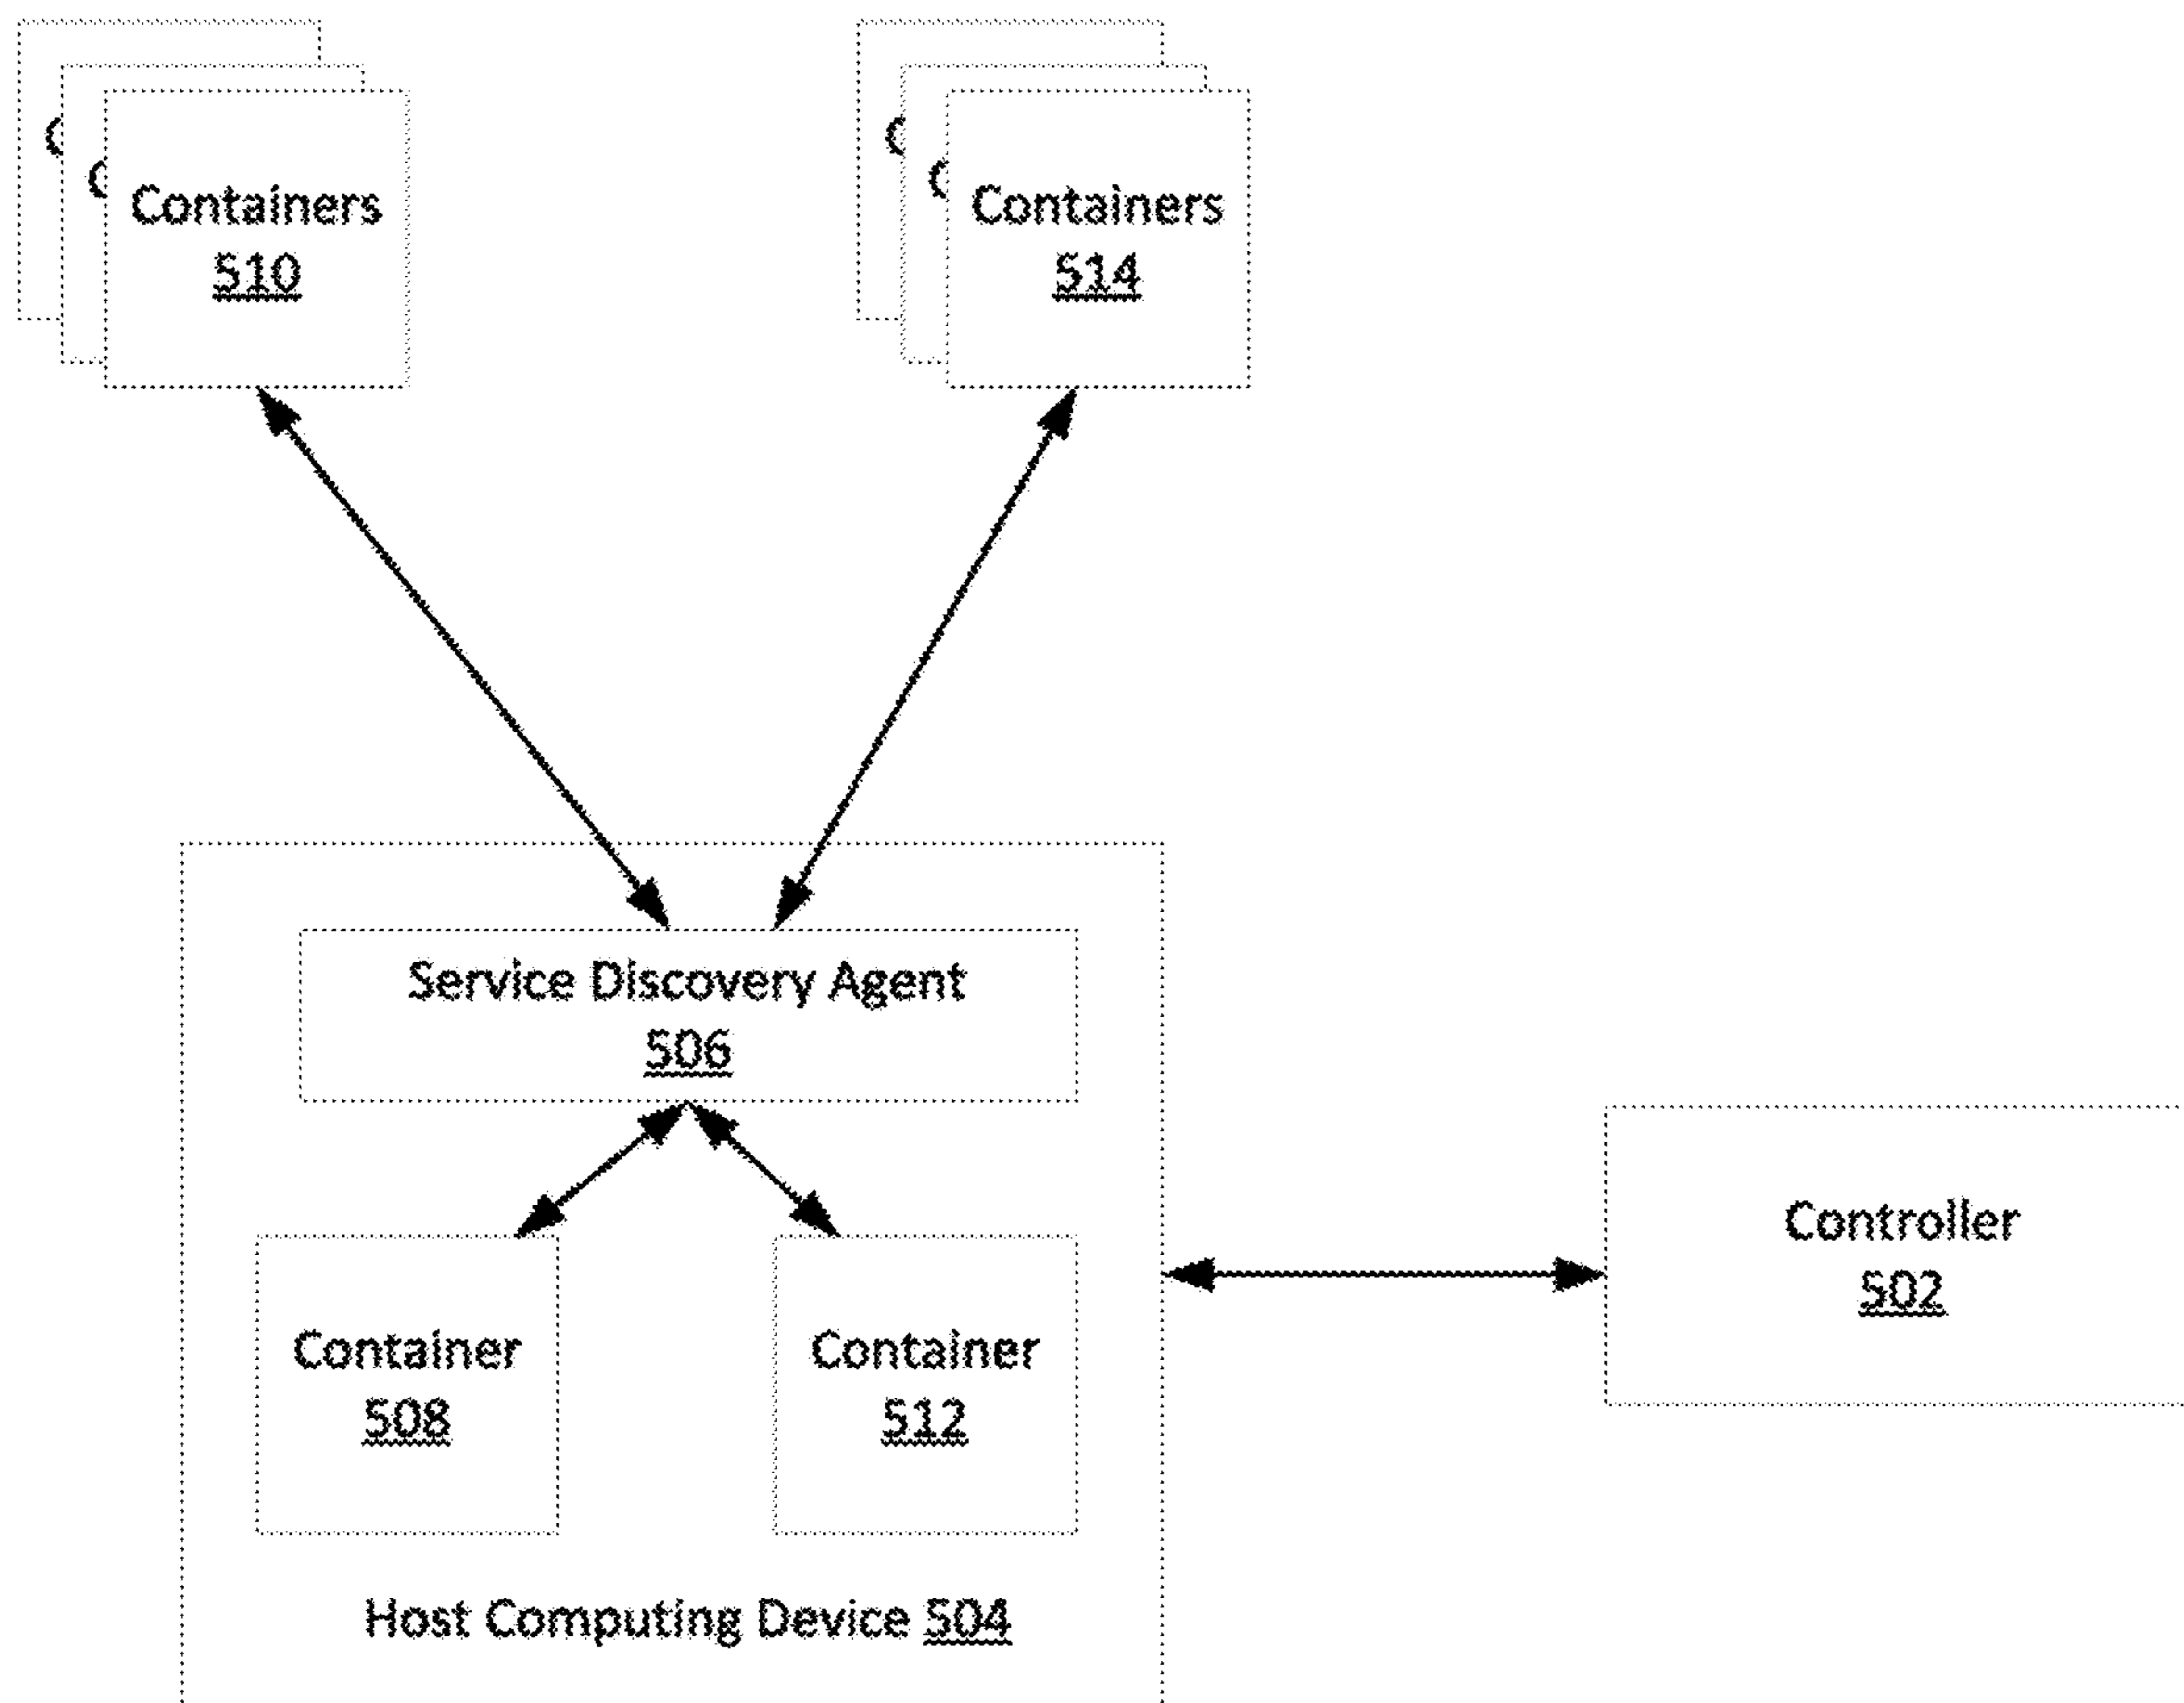 Containers
510
Containers
514
Service Discovery Agent
506
Controller
502
Container
508
Container
512
Host Computing Device 504